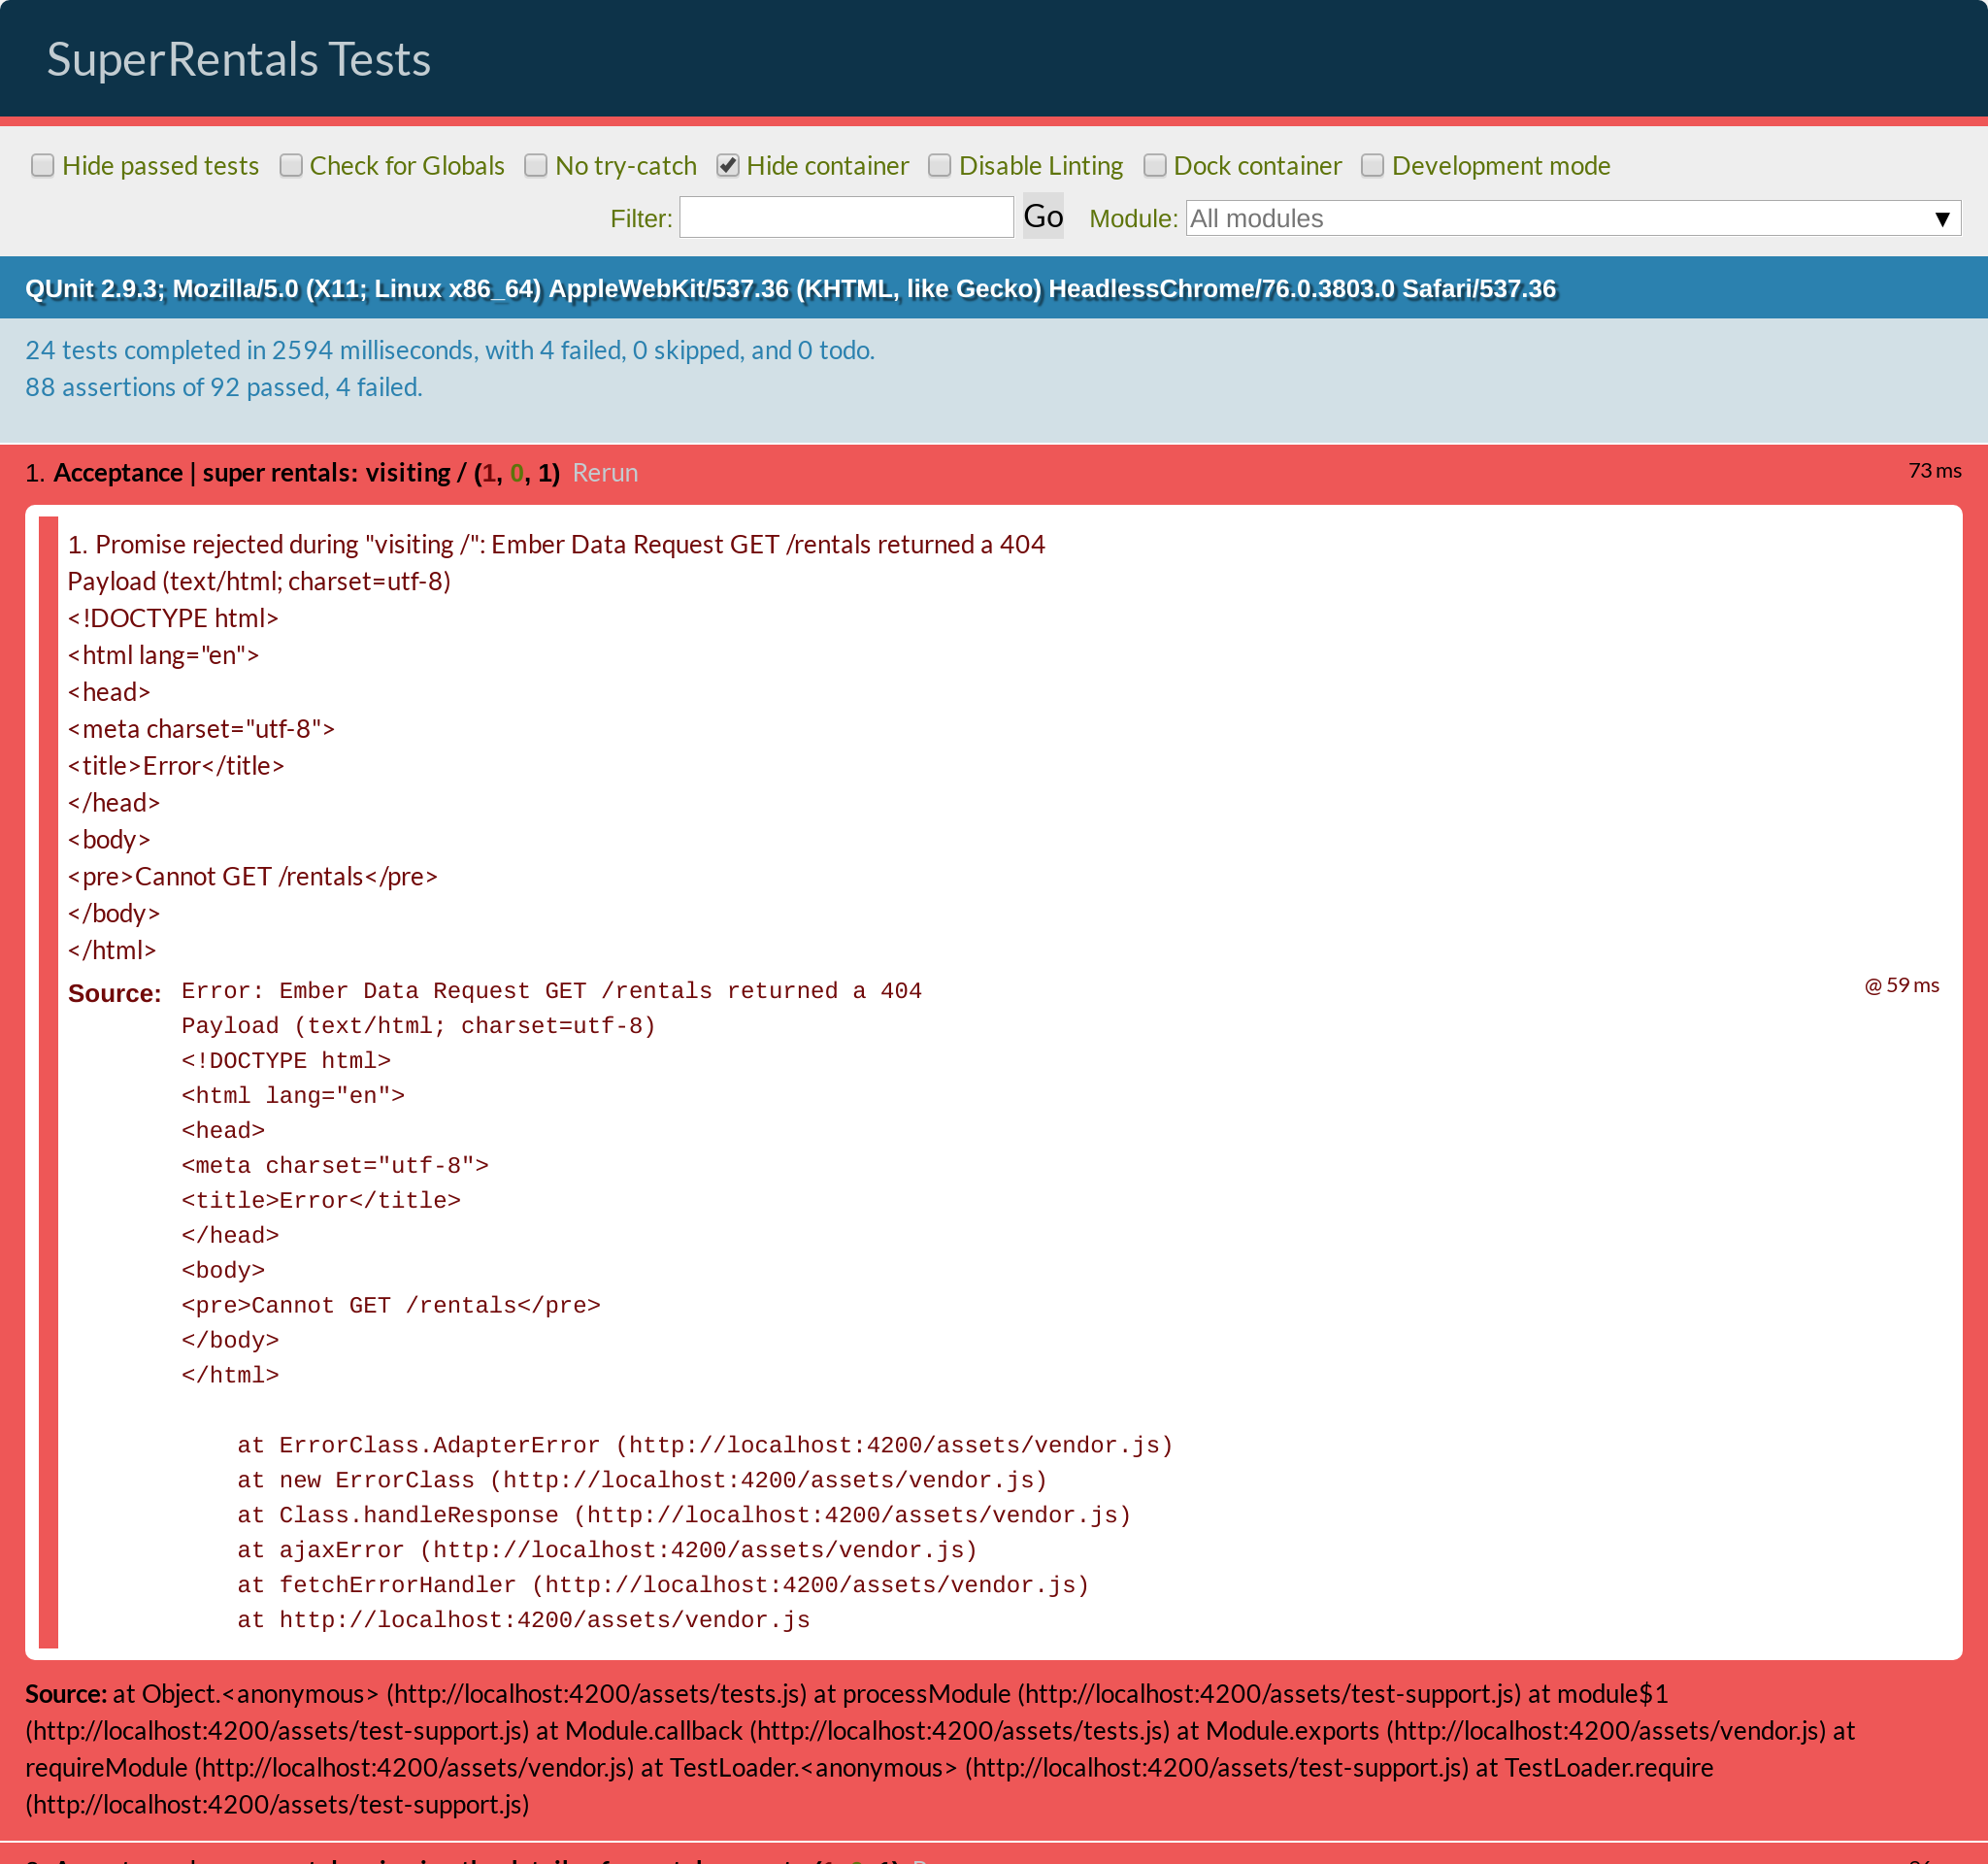 SuperRentals Tests
Hide passed tests Check for Globals No try-catch Hide container Disable Linting Dock container Development mode
Filter: Go Module: All modules ▼
QUnit 2.9.3; Mozilla/5.0 (X11; Linux x86_64) AppleWebKit/537.36 (KHTML, like Gecko) HeadlessChrome/76.0.3803.0 Safari/537.36
24 tests completed in 2594 milliseconds, with 4 failed, 0 skipped, and 0 todo.
88 assertions of 92 passed, 4 failed.
1. Acceptance | super rentals: visiting / (1, 0, 1) Rerun 73 ms
1. Promise rejected during "visiting /": Ember Data Request GET /rentals returned a 404
Payload (text/html; charset=utf-8)
<!DOCTYPE html>
<html lang="en">
<head>
<meta charset="utf-8">
<title>Error</title>
</head>
<body>
<pre>Cannot GET /rentals</pre>
</body>
</html>
Source: Error: Ember Data Request GET /rentals returned a 404 @ 59 ms
Payload (text/html; charset=utf-8)
<!DOCTYPE html>
<html lang="en">
<head>
<meta charset="utf-8">
<title>Error</title>
</head>
<body>
<pre>Cannot GET /rentals</pre>
</body>
</html>
at ErrorClass.AdapterError (http://localhost:4200/assets/vendor.js)
at new ErrorClass (http://localhost:4200/assets/vendor.js)
at Class.handleResponse (http://localhost:4200/assets/vendor.js)
at ajaxError (http://localhost:4200/assets/vendor.js)
at fetchErrorHandler (http://localhost:4200/assets/vendor.js)
at http://localhost:4200/assets/vendor.js
Source: at Object.<anonymous> (http://localhost:4200/assets/tests.js) at processModule (http://localhost:4200/assets/test-support.js) at module$1
(http://localhost:4200/assets/test-support.js) at Module.callback (http://localhost:4200/assets/tests.js) at Module.exports (http://localhost:4200/assets/vendor.js) at
requireModule (http://localhost:4200/assets/vendor.js) at TestLoader.<anonymous> (http://localhost:4200/assets/test-support.js) at TestLoader.require
(http://localhost:4200/assets/test-support.js)